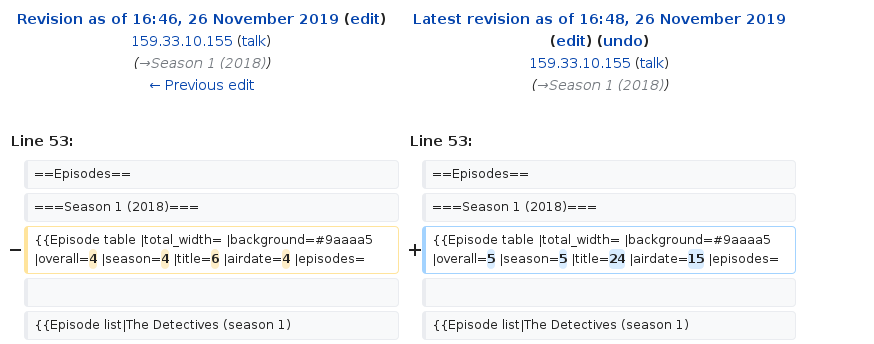 Revision as of 16:46, 26 November 2019 (edit)
159.33.10.155 (talk)
(→Season 1 (2018))
← Previous edit
Latest revision as of 16:48, 26 November 2019
(edit) (undo)
159.33.10.155 (talk)
(→Season 1 (2018))
Line 53:
Line 53:
==Episodes==
==Episodes==
===Season 1 (2018)===
===Season 1 (2018)===
− {{Episode table |total_width= |background=#9aaaa5
|overall=4 |season=4 |title=6 |airdate=4 |episodes=
+ {{Episode table |total_width= |background=#9aaaa5
|overall=5 |season=5 |title=24 |airdate=15 |episodes=
{{Episode list|The Detectives (season 1)
{{Episode list|The Detectives (season 1)